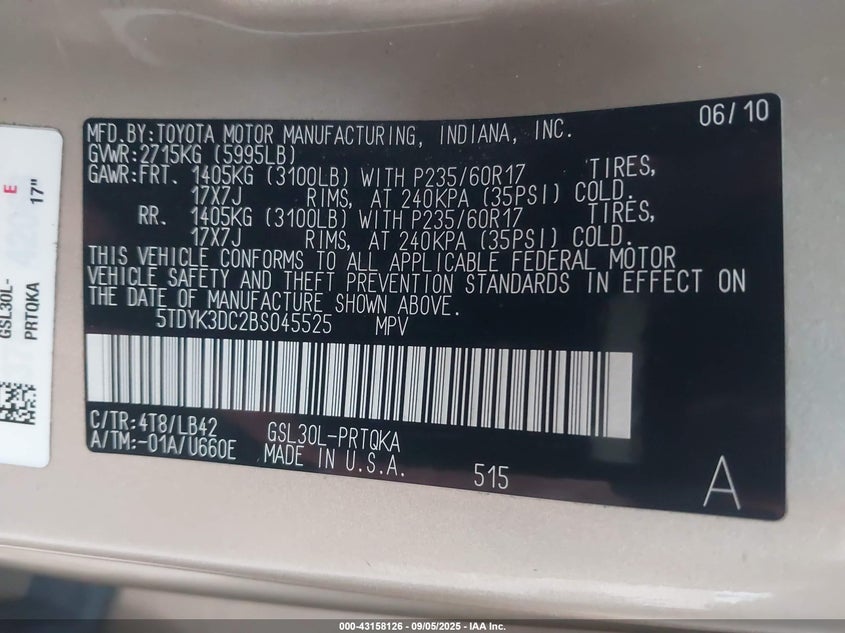 06/10
MFD.BY:TOYOTA MOTOR MANUFACTURING, INDIANA, INC.
GVWR:2715KG (5995LB)
GAWR:FRT. 1405KG (3100LB) WITH P235/60R17 TIRES,
17X7J RIMS, AT 240KPA (35PSI) COLD.
RR. 1405KG (3100LB) WITH P235/60R17 TIRES,
17X7J RIMS, AT 240KPA (35PSI) COLD.
THIS VEHICLE CONFORMS TO ALL APPLICABLE FEDERAL MOTOR
VEHICLE SAFETY AND THEFT PREVENTION STANDARDS IN EFFECT ON
THE DATE OF MANUFACTURE SHOWN ABOVE.
5TDYK3DC2BS045525 MPV
C/TR:4T8/LB42 GSL30L-PRTQKA
A/TM:-01A/U660E MADE IN U.S.A. 515
A
GSL30L-
PRTQKA
E
17"
000-43158126 - 09/05/2025 - IAA Inc.